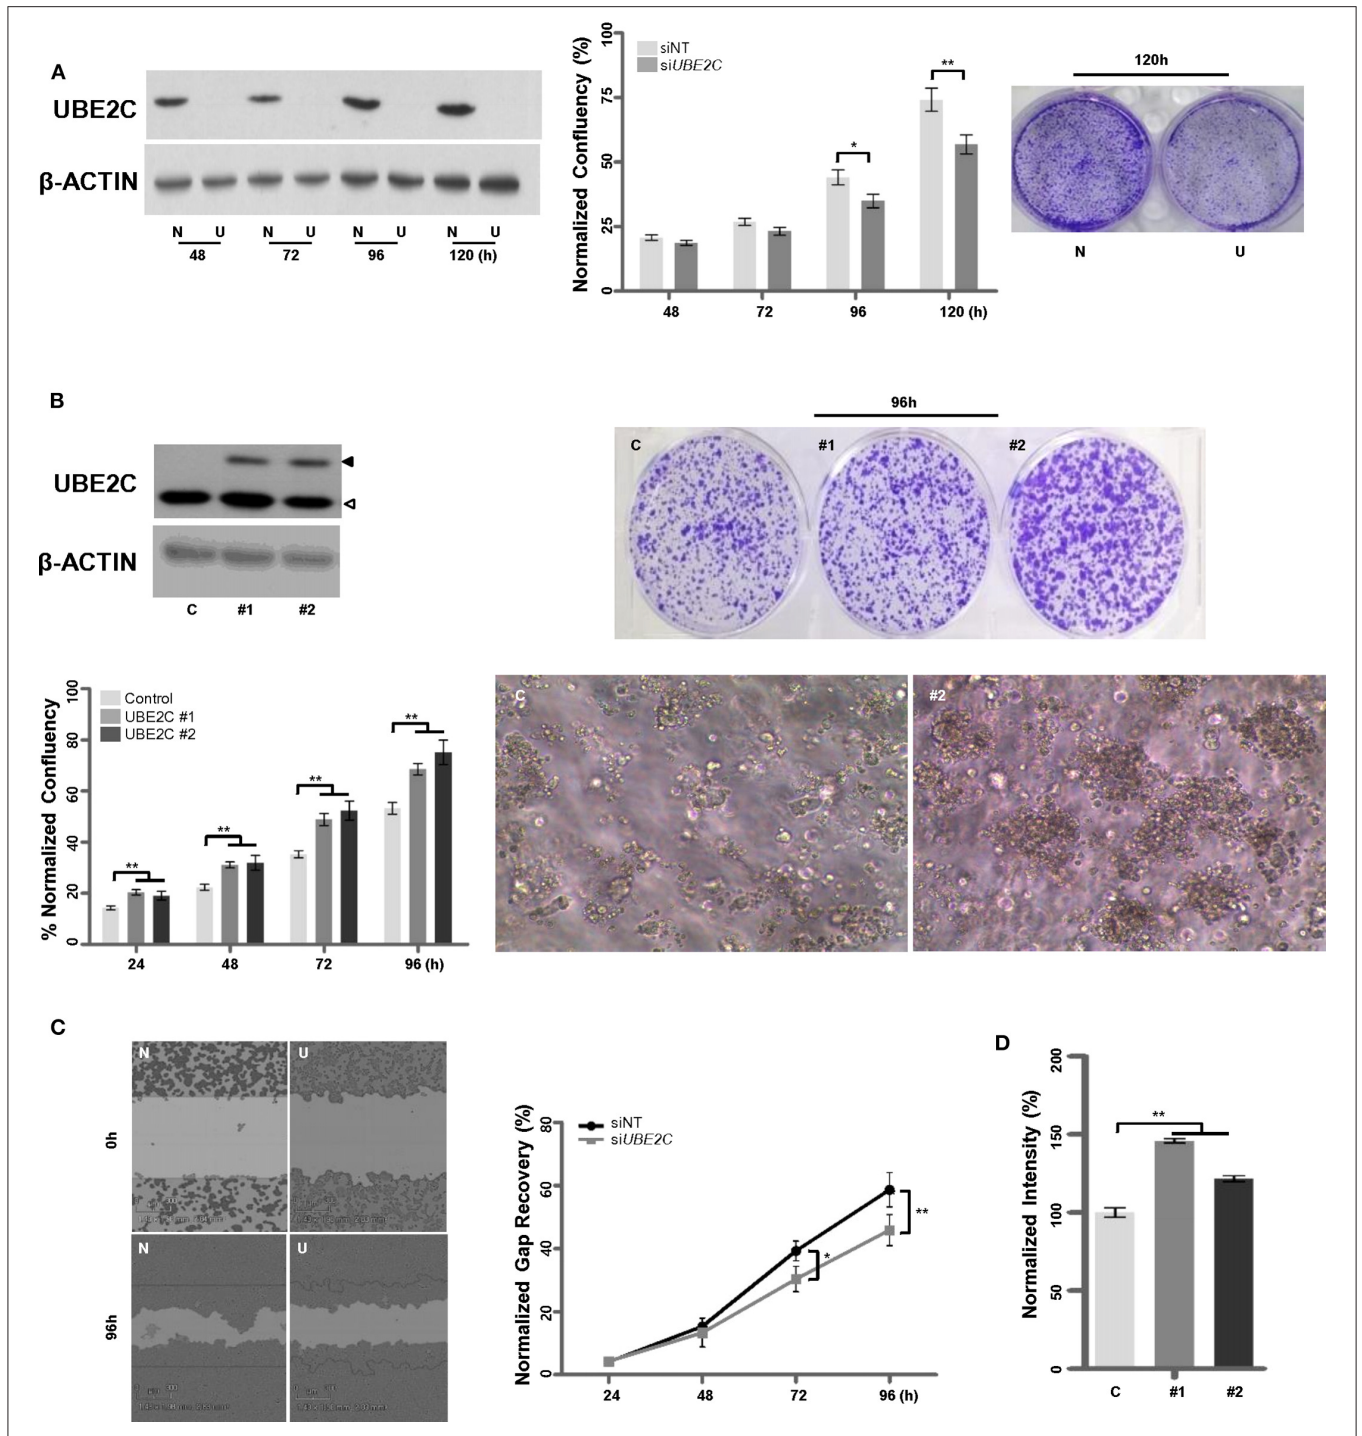 A
UBE2C
β-ACTIN
N U N U N U N U
48 72 96 120 (h)
Normalized Confluency (%)
100
75
50
25
0
siNT
siUBE2C
*
**
48 72 96 120 (h)
120h
N U
B
UBE2C
β-ACTIN
C #1 #2
96h
C #1 #2
% Normalized Confluency
100
80
60
40
20
0
Control
UBE2C #1
UBE2C #2
**
**
**
**
24 48 72 96 (h)
C #2
C
N U
0h
N U
96h
Normalized Gap Recovery (%)
80
60
40
20
0
siNT
siUBE2C
*
**
24 48 72 96 (h)
D
Normalized Intensity (%)
200
150
100
50
0
**
C #1 #2